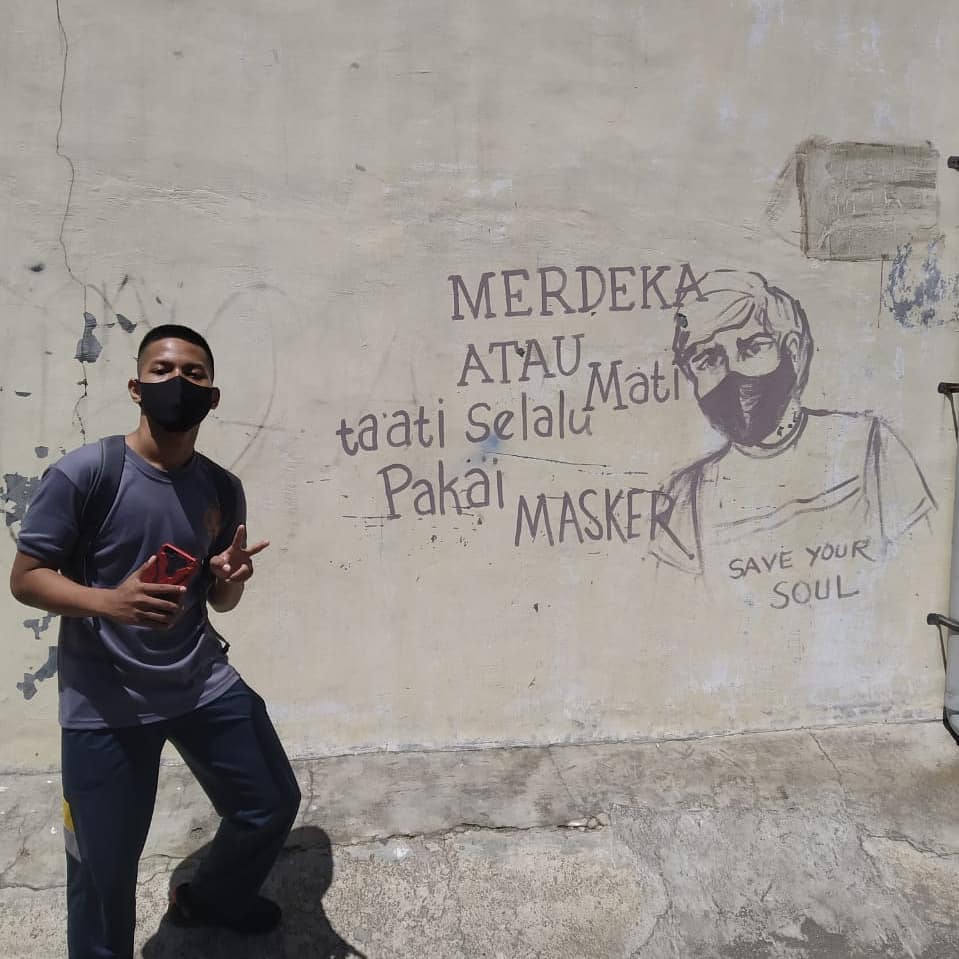 MERDEKA
ATAU Mati
ta'ati Selalu
Pakai MASKER
SAVE YOUR
SOUL